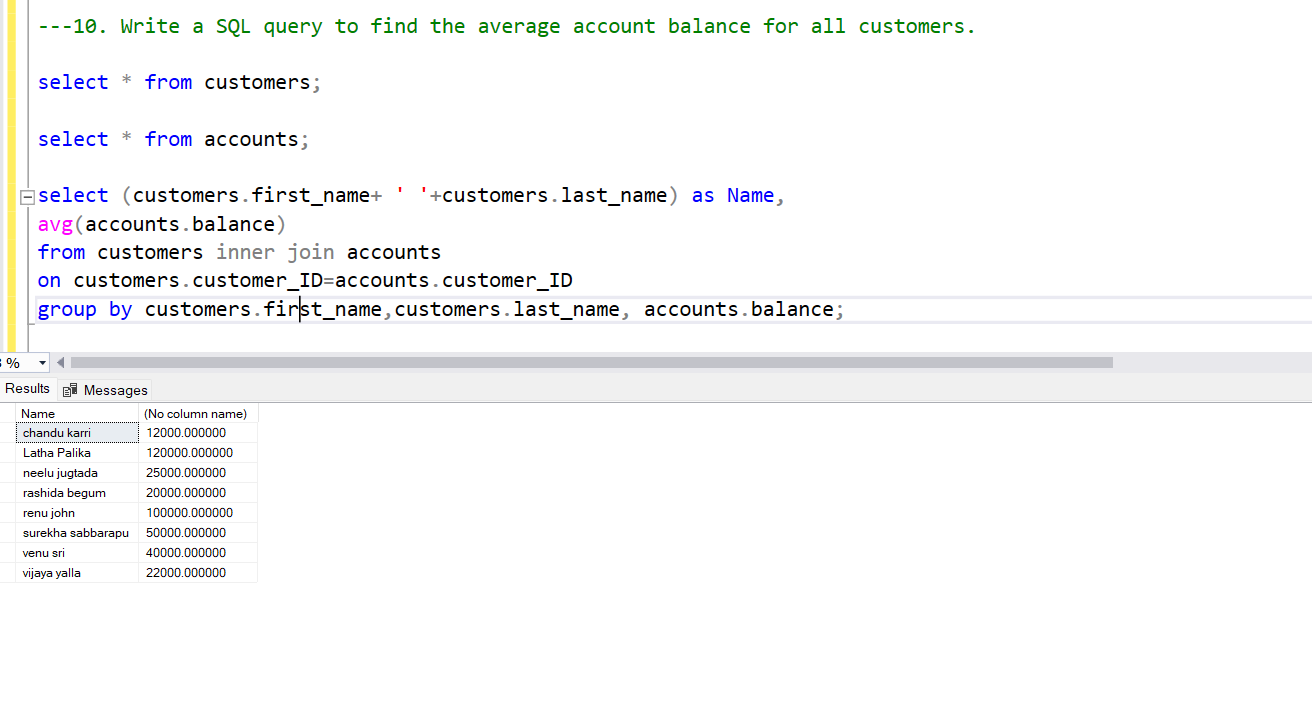 ---10. Write a SQL query to find the average account balance for all customers.
select * from customers;
select * from accounts;
select (customers.first_name+ ' '+customers.last_name) as Name,
avg(accounts.balance)
from customers inner join accounts
on customers.customer_ID=accounts.customer_ID
group by customers.first_name,customers.last_name, accounts.balance;
%
Results Messages
Name (No column name)
chandu karri 12000.000000
Latha Palika 120000.000000
neelu jugtada 25000.000000
rashida begum 20000.000000
renu john 100000.000000
surekha sabbarapu 50000.000000
venu sri 40000.000000
vijaya yalla 22000.000000